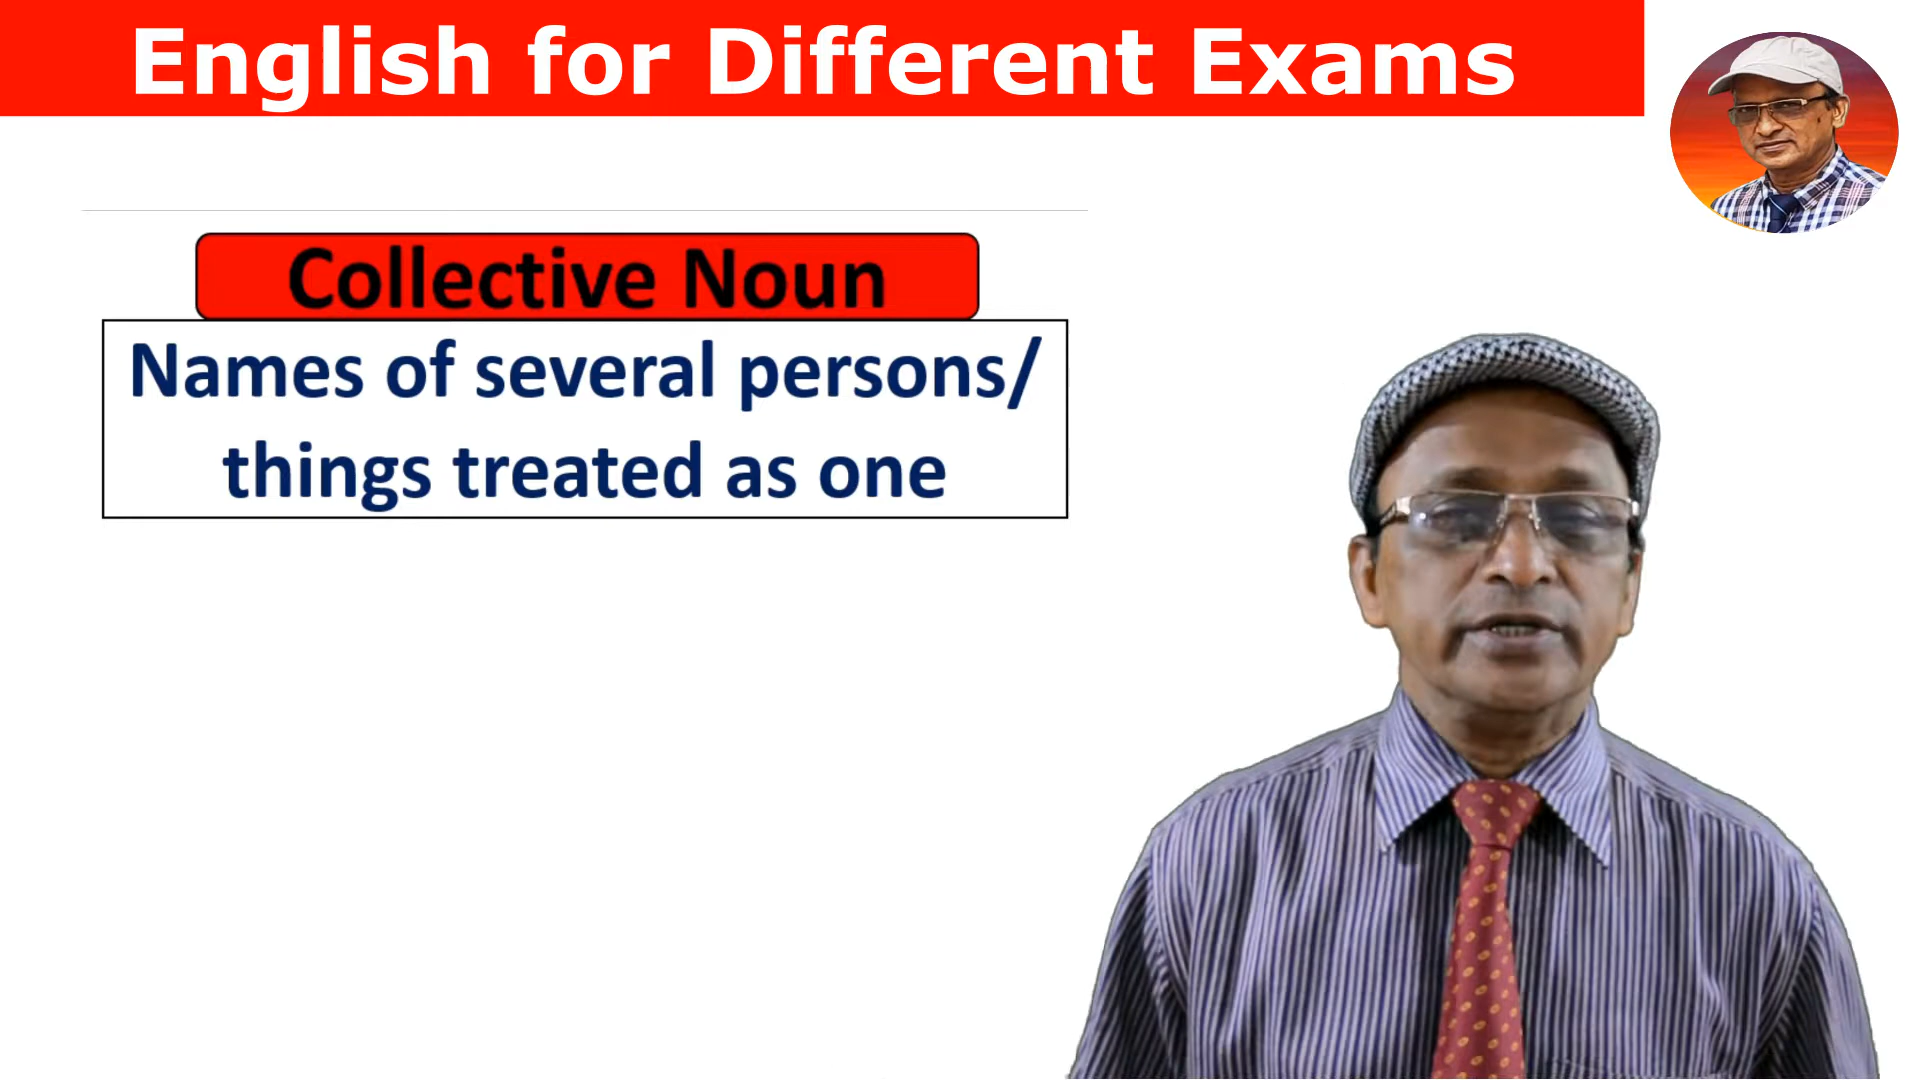 English for Different Exams
Collective Noun
Names of several persons/
things treated as one